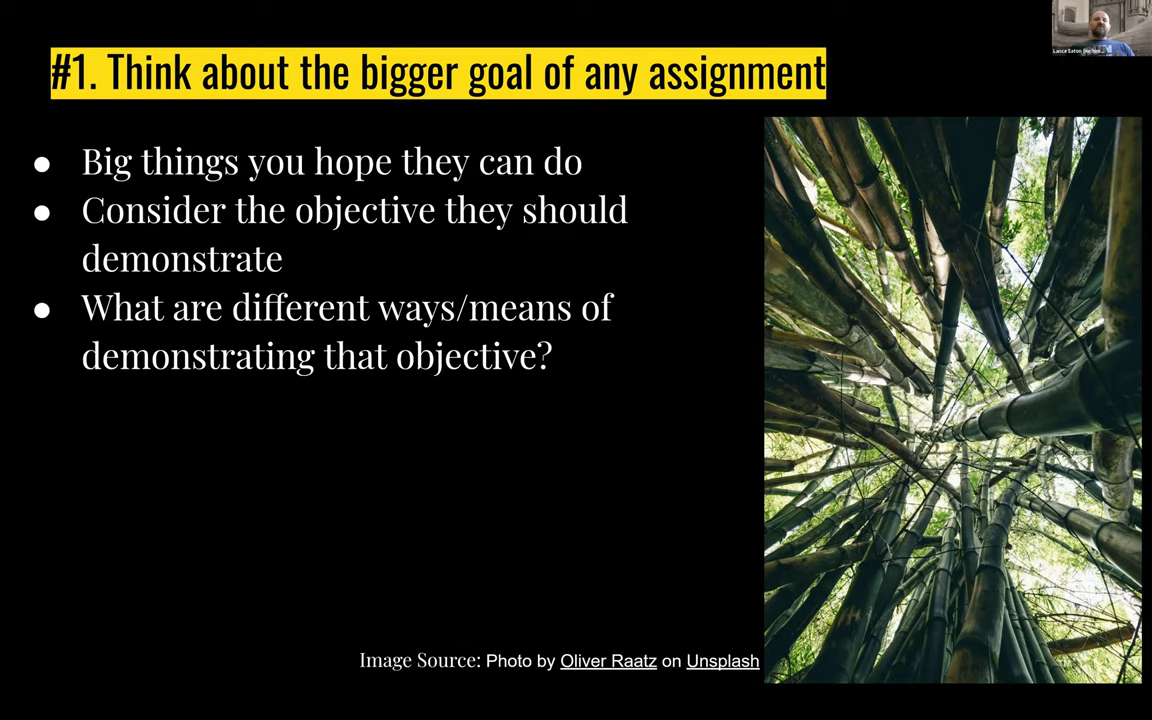 #1. Think about the bigger goal of any assignment
● Big things you hope they can do
● Consider the objective they should
demonstrate
● What are different ways/means of
demonstrating that objective?
Image Source: Photo by Oliver Raatz on Unsplash
Lance Eaton